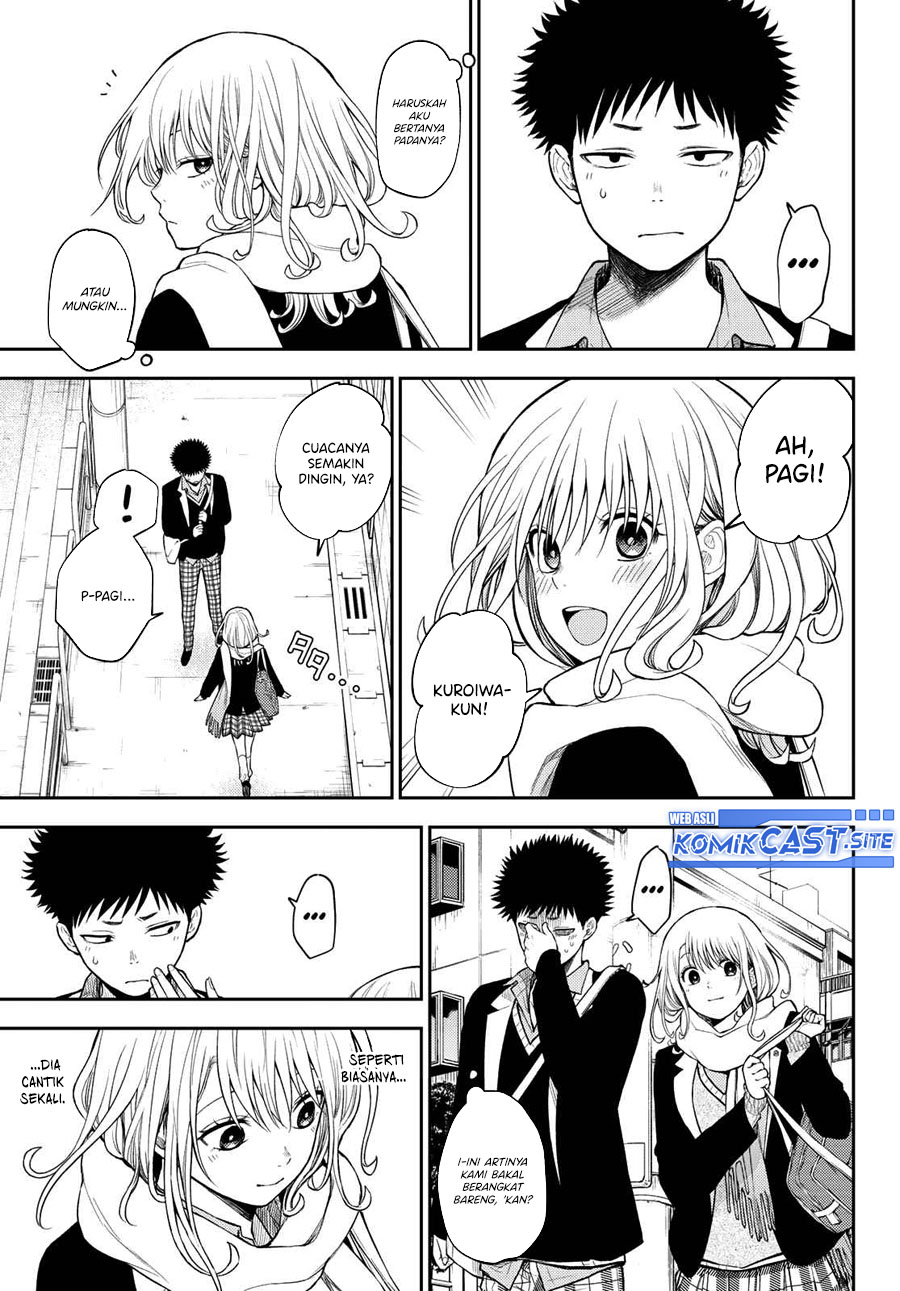 ...
HARUSKAH
AKU
BERTANYA
PADANYA?
ATAU
MUNGKIN...
AH,
PAGI!
KUROIWA-
KUN!
CUACANYA
SEMAKIN
DINGIN, YA?
!
P-PAGI...
WEB ASLI
KOMIKCAST.SITE
...
I-INI ARTINYA
KAMI BAKAL
BERANGKAT
BARENG, 'KAN?
...
SEPERTI
BIASANYA...
...DIA
CANTIK
SEKALI.